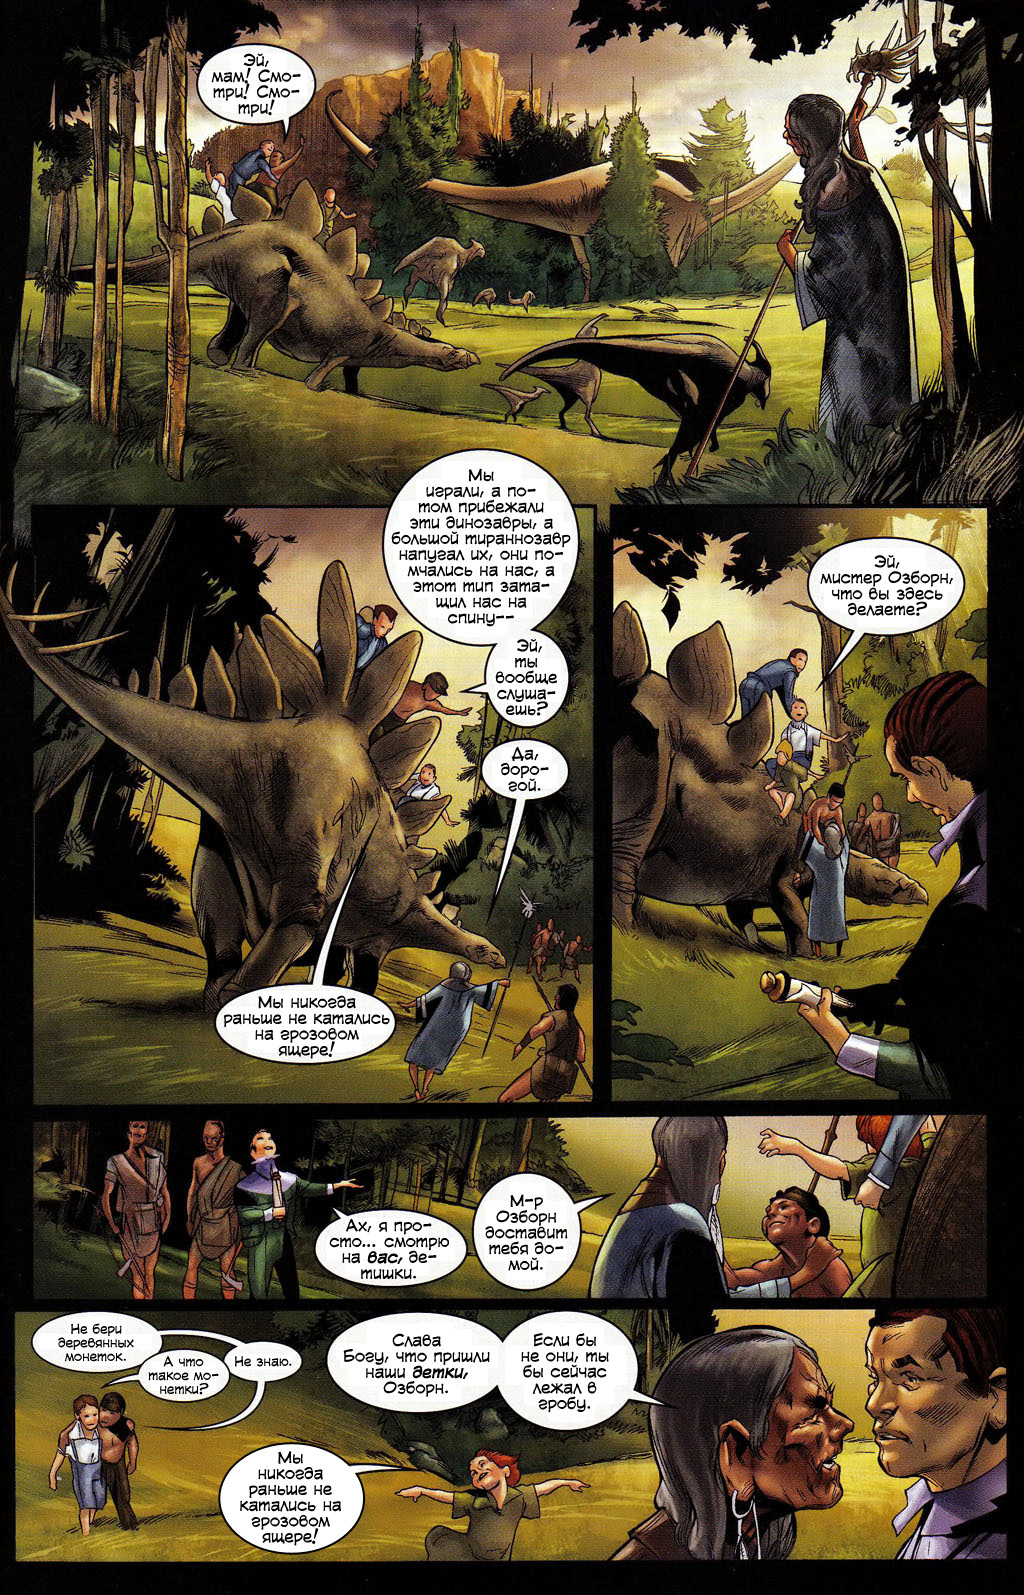 Эй,
мам! Смо-
три! Смо-
три!
Мы
играли, а по-
том прибежали
эти динозавры, а
большой тираннозавр
напугал их, они по-
мчались на нас, а
этот тип зата-
щил нас на
спину--
Эй,
ты
вообще
слуша-
ешь?
Да,
доро-
гой.
Мы никогда
раньше не катались
на грозовом
ящере!
Эй,
мистер Озборн,
что вы здесь
делаете?
Ах, я про-
сто... смотрю
на вас, де-
тишки.
М-р
Озборн
доставит
тебя до-
мой.
Не бери
деревянных
монеток.
А что
такое мо-
нетки?
Не знаю.
Мы
никогда
раньше не
катались на
грозовом
ящере!
Слава
Богу, что пришли
наши детки,
Озборн.
Если бы
не они, ты
бы сейчас
лежал в
гробу.